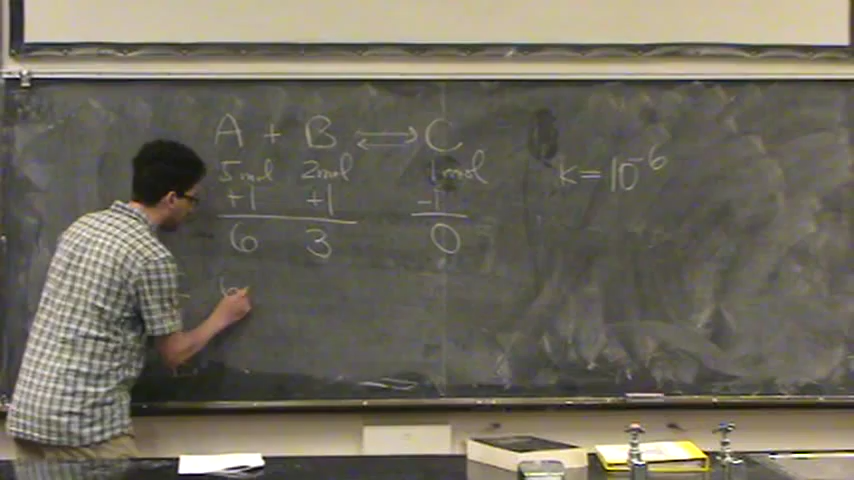 A + B ⇌ C
5mol 2mol 1mol
+1 +1 -1
6 3 0
6
K=10⁻⁶